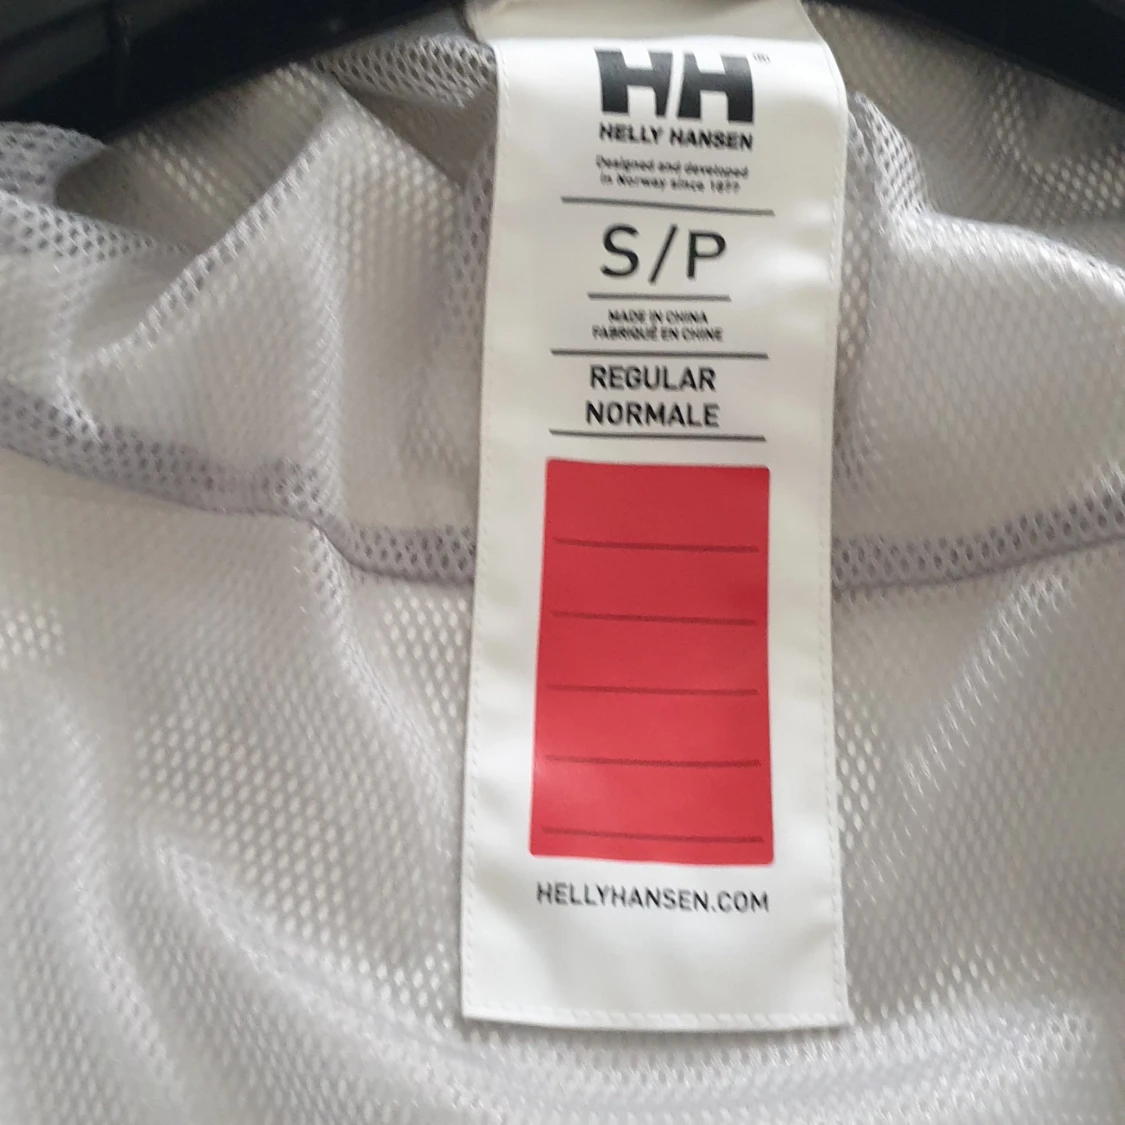 HH®
HELLY HANSEN
Designed and developed
in Norway since 1877
S/P
MADE IN CHINA
FABRIQUÉ EN CHINE
REGULAR
NORMALE
HELLYHANSEN.COM